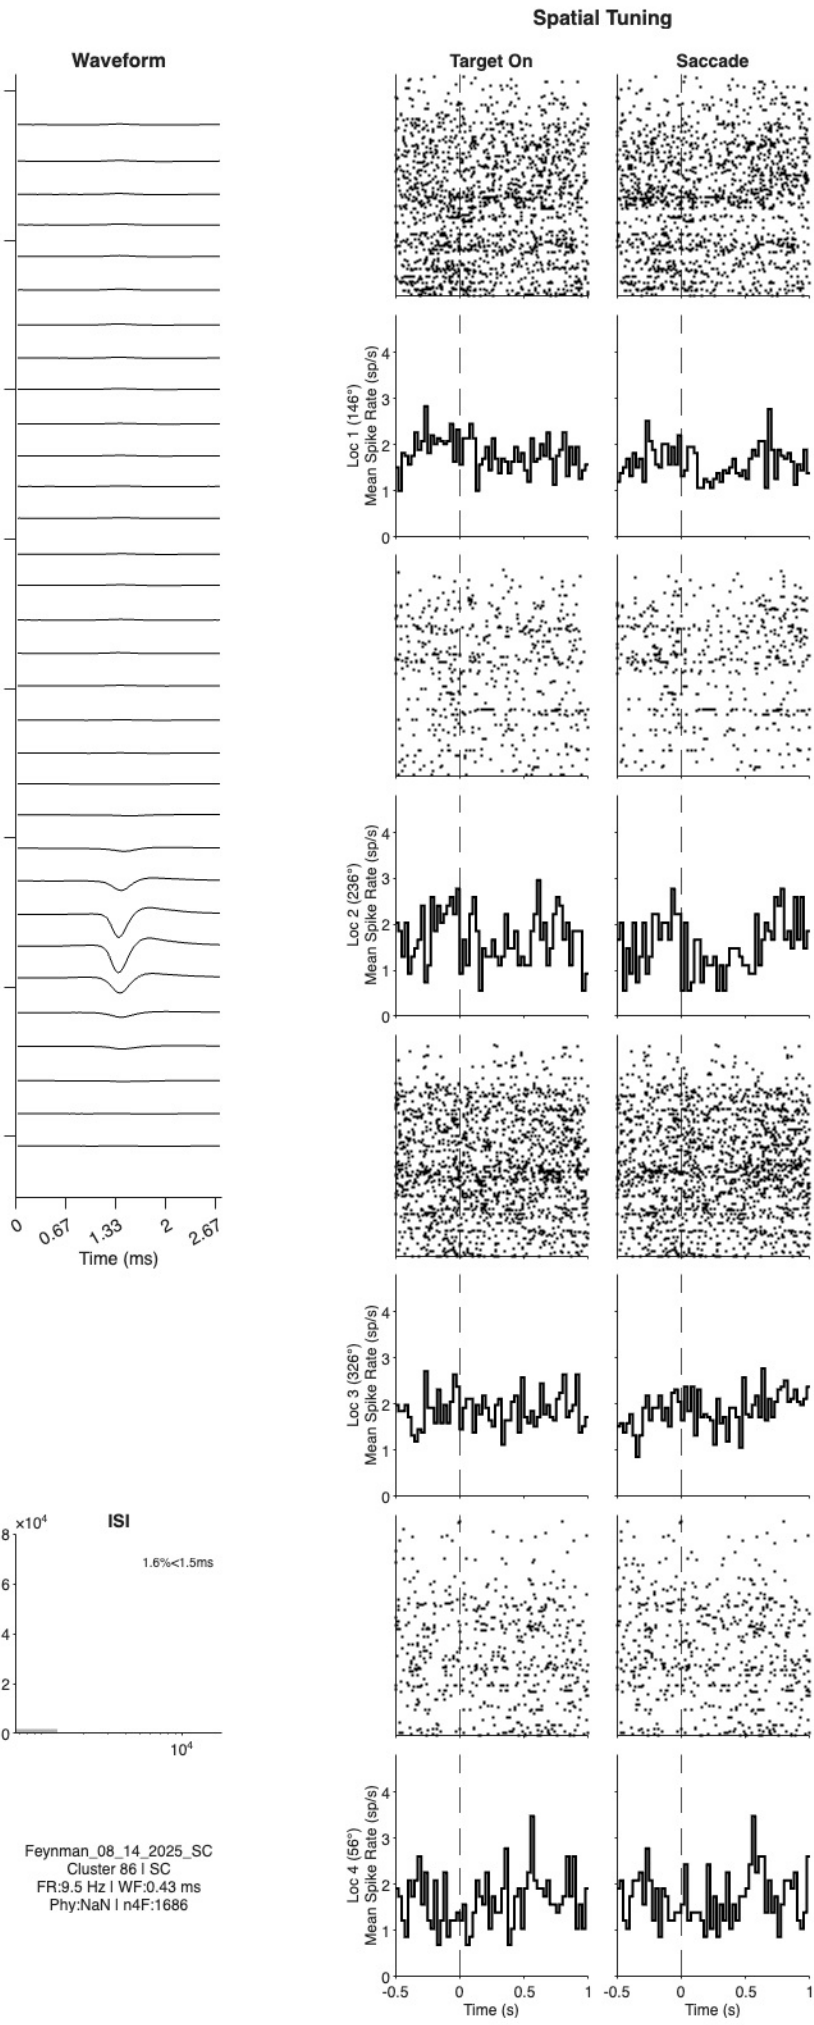 Spatial Tuning
Waveform
Target On
Saccade
0 0.67 1.33 2 2.67
Time (ms)
4
3
2
1
0
Loc 1 (146°)
Mean Spike Rate (sp/s)
4
3
2
1
0
Loc 2 (236°)
Mean Spike Rate (sp/s)
4
3
2
1
0
Loc 3 (326°)
Mean Spike Rate (sp/s)
×10⁴
ISI
8
6
4
2
0
1.6%<1.5ms
10⁴
4
3
2
1
0
Loc 4 (56°)
Mean Spike Rate (sp/s)
-0.5 0 0.5 1
Time (s)
-0.5 0 0.5 1
Time (s)
Feynman_08_14_2025_SC
Cluster 86 | SC
FR:9.5 Hz | WF:0.43 ms
Phy:NaN | n4F:1686